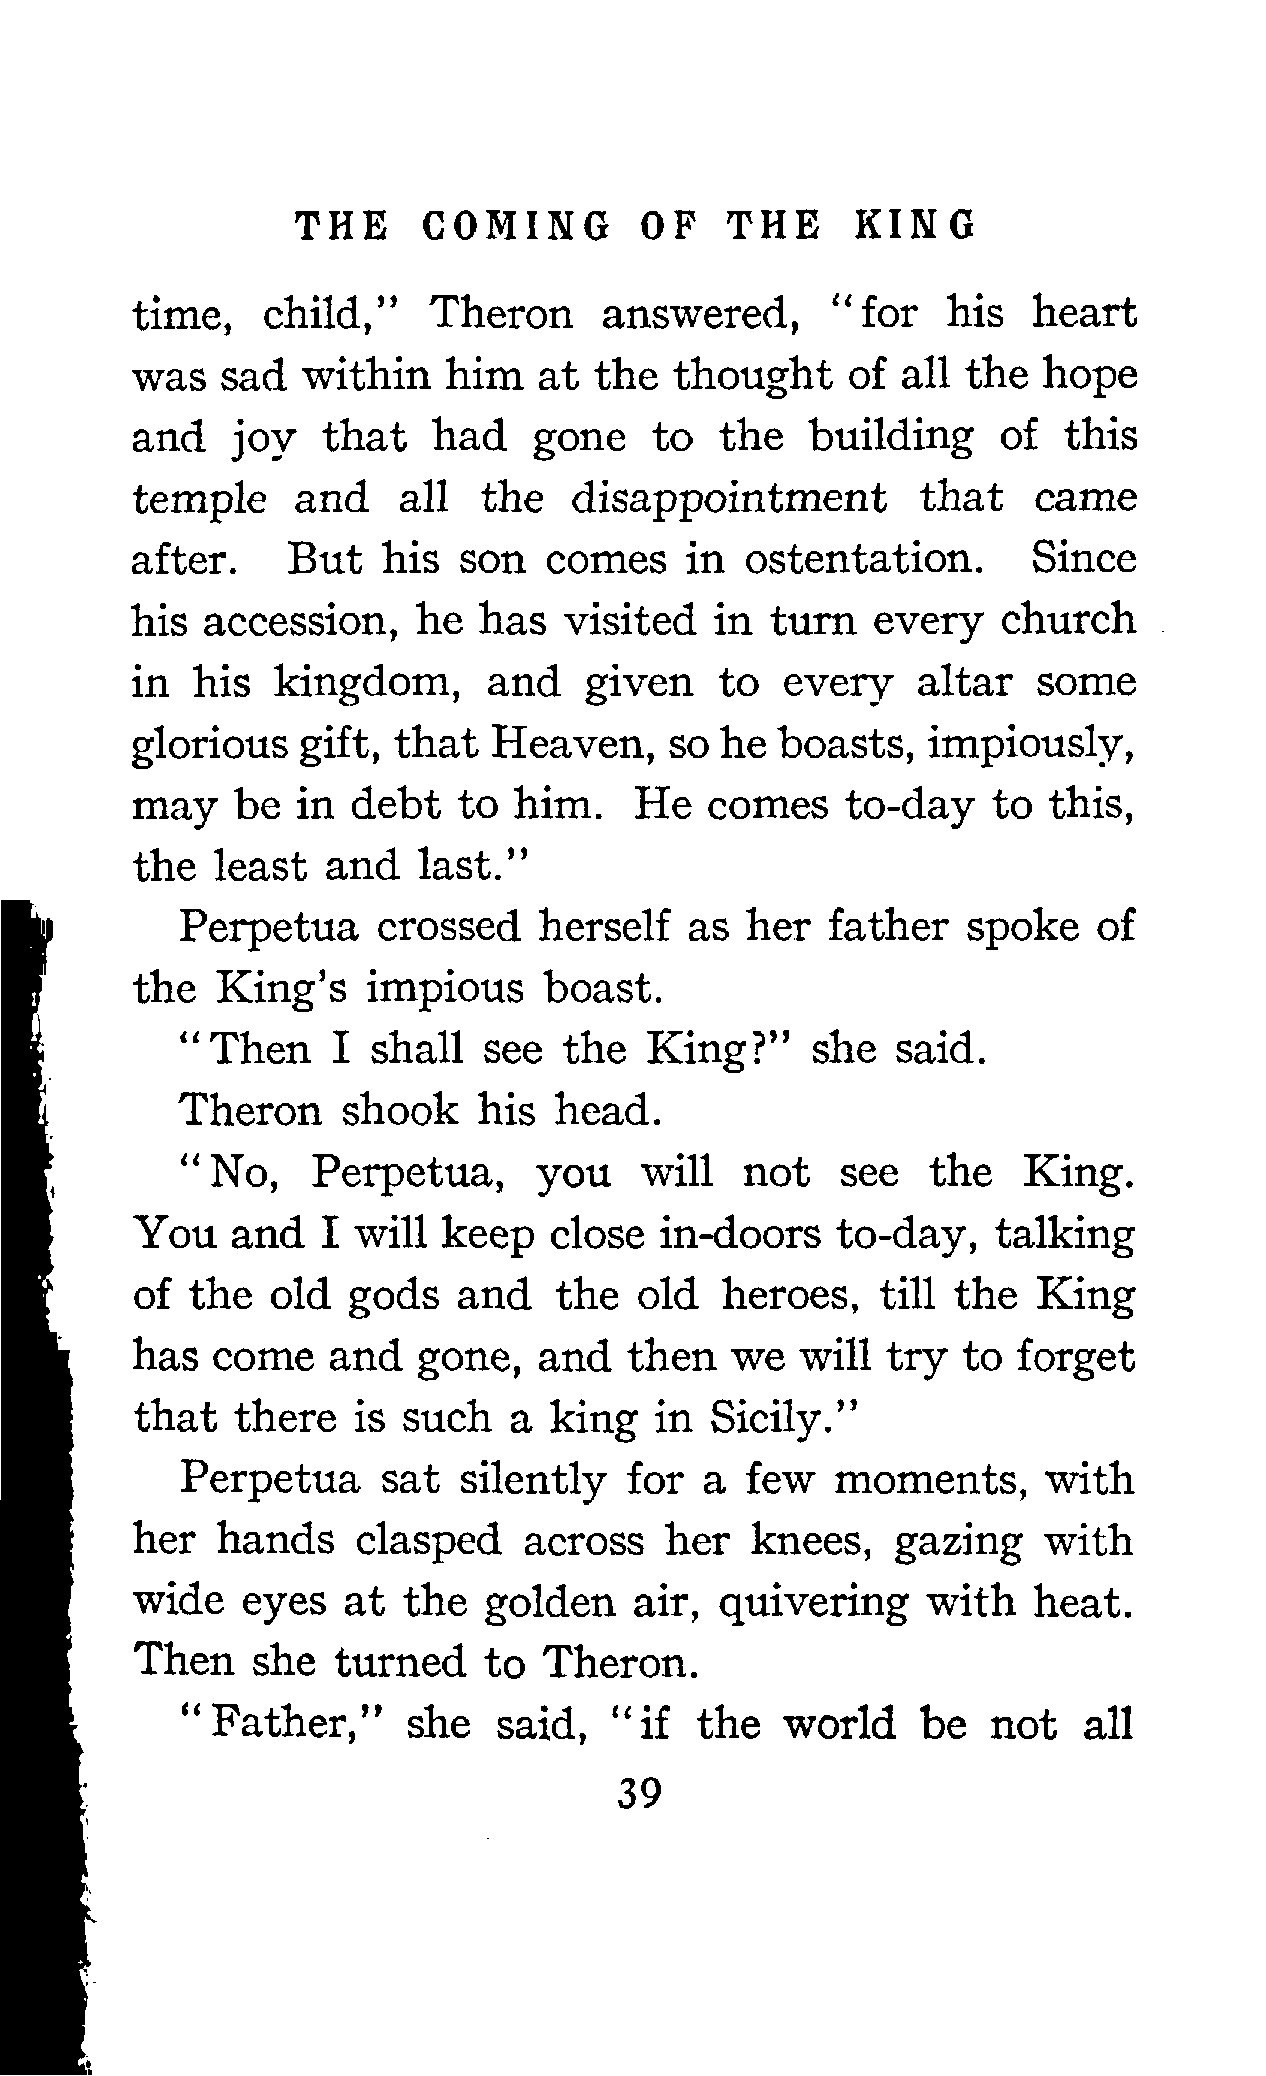 THE COMING OF THE KING
time, child," Theron answered, "for his heart
was sad within him at the thought of all the hope
and joy that had gone to the building of this
temple and all the disappointment that came
after. But his son comes in ostentation. Since
his accession, he has visited in turn every church
in his kingdom, and given to every altar some
glorious gift, that Heaven, so he boasts, impiously,
may be in debt to him. He comes to-day to this,
the least and last."
Perpetua crossed herself as her father spoke of
the King's impious boast.
"Then I shall see the King?" she said.
Theron shook his head.
"No, Perpetua, you will not see the King.
You and I will keep close in-doors to-day, talking
of the old gods and the old heroes, till the King
has come and gone, and then we will try to forget
that there is such a king in Sicily."
Perpetua sat silently for a few moments, with
her hands clasped across her knees, gazing with
wide eyes at the golden air, quivering with heat.
Then she turned to Theron.
"Father," she said, "if the world be not all
39